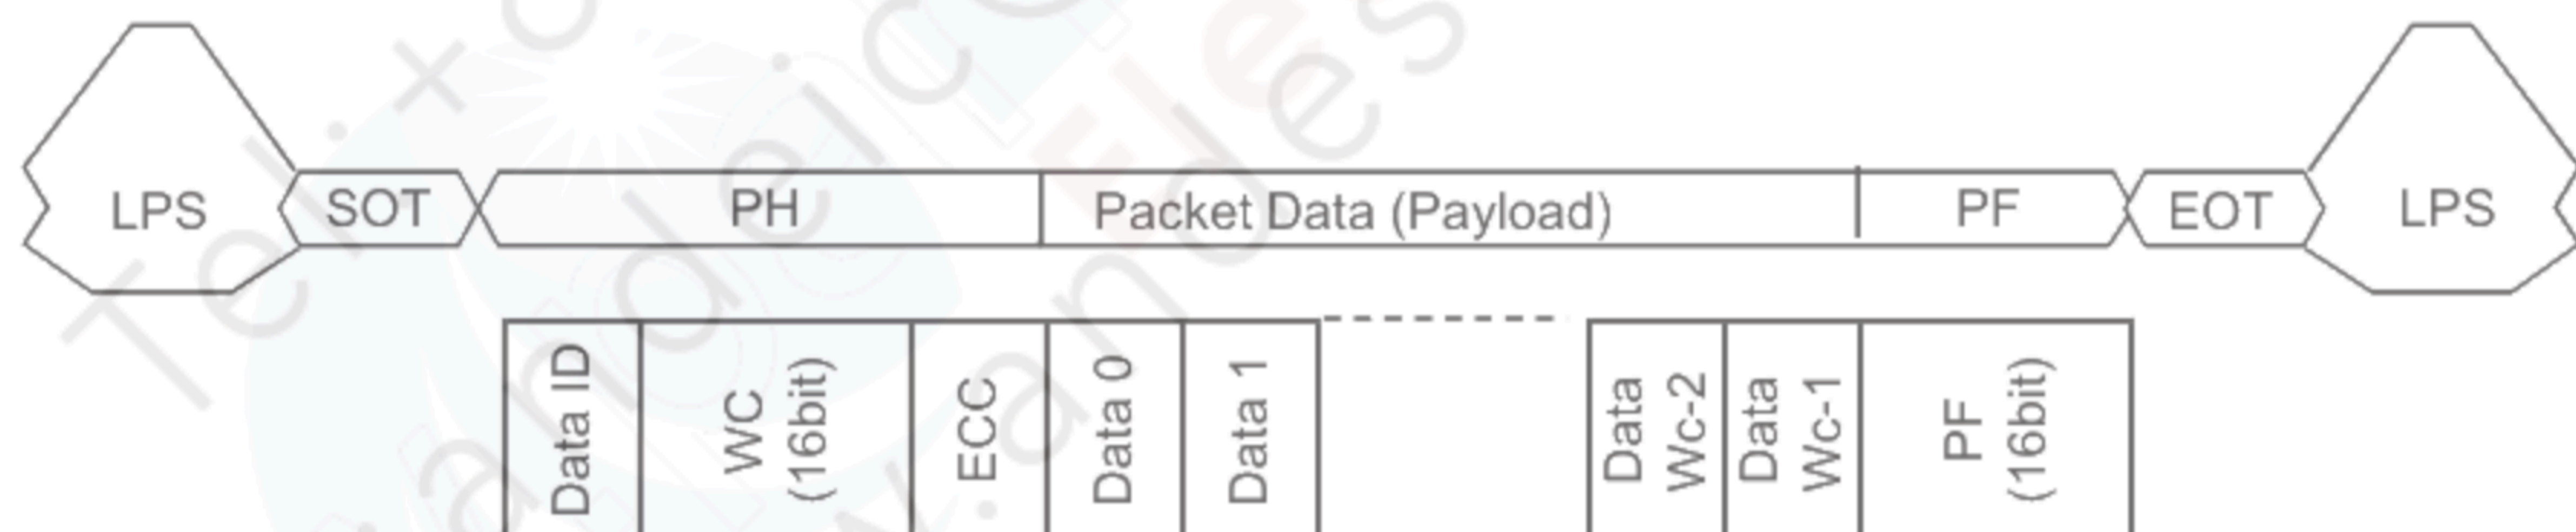 LPS SOT PH Packet Data (Payload) PF EOT LPS
Data ID
WC
(16bit)
ECC
Data 0
Data 1
Data
Wc-2
Data
Wc-1
PF
(16bit)